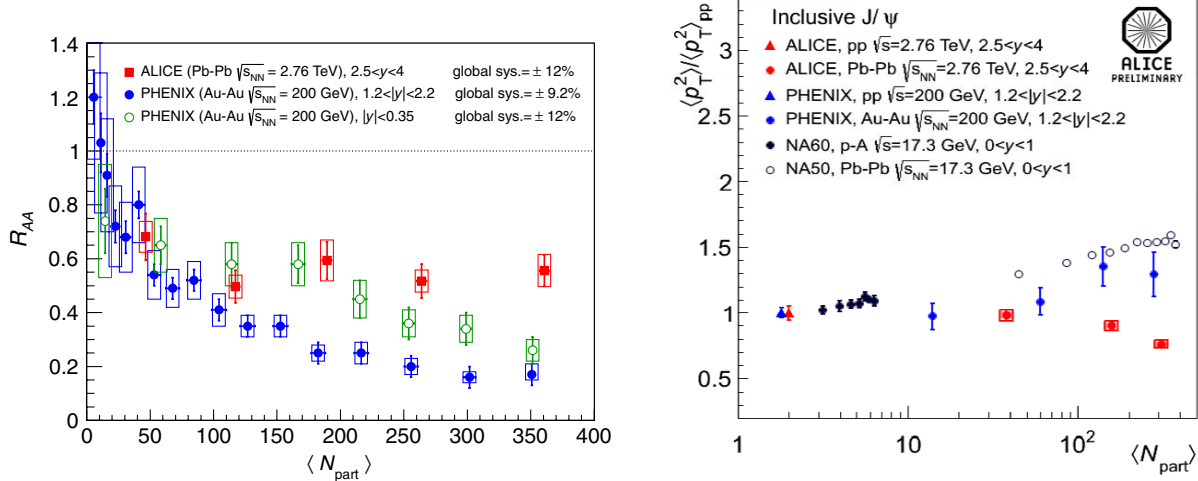 1.4
1.2
1
0.8
0.6
0.4
0.2
0
R_AA
ALICE (Pb-Pb √s_NN = 2.76 TeV), 2.5<y<4 global sys.= ± 12%
PHENIX (Au-Au √s_NN = 200 GeV), 1.2<|y|<2.2 global sys.= ± 9.2%
PHENIX (Au-Au √s_NN = 200 GeV), |y|<0.35 global sys.= ± 12%
0 50 100 150 200 250 300 350 400
⟨ N_part ⟩
⟨p_T^2⟩/⟨p_T^2⟩_pp
3
2.5
2
1.5
1
0.5
Inclusive J/ ψ
ALICE, pp √s=2.76 TeV, 2.5<y<4
ALICE, Pb-Pb √s_NN=2.76 TeV, 2.5<y<4
PHENIX, pp √s=200 GeV, 1.2<|y|<2.2
PHENIX, Au-Au √s_NN=200 GeV, 1.2<|y|<2.2
NA60, p-A √s=17.3 GeV, 0<y<1
NA50, Pb-Pb √s_NN=17.3 GeV, 0<y<1
ALICE
PRELIMINARY
1 10 10^2
⟨N_part⟩